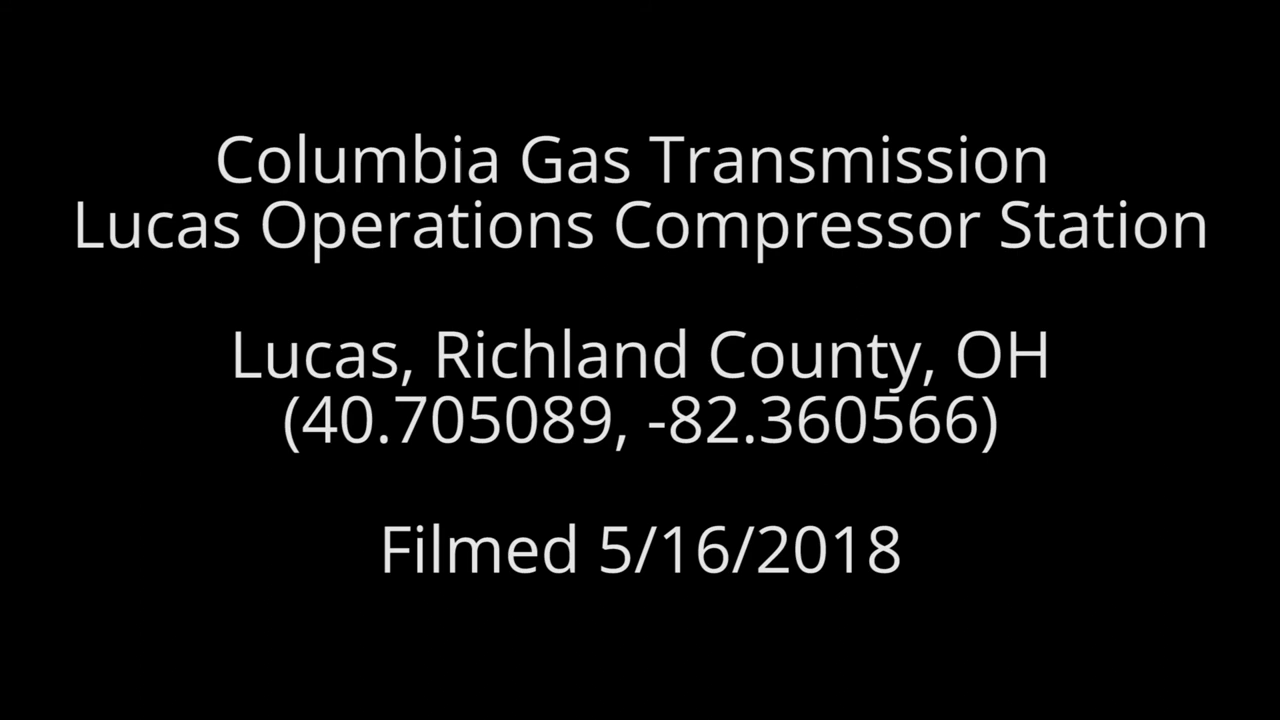 Columbia Gas Transmission
Lucas Operations Compressor Station
Lucas, Richland County, OH
(40.705089, -82.360566)
Filmed 5/16/2018